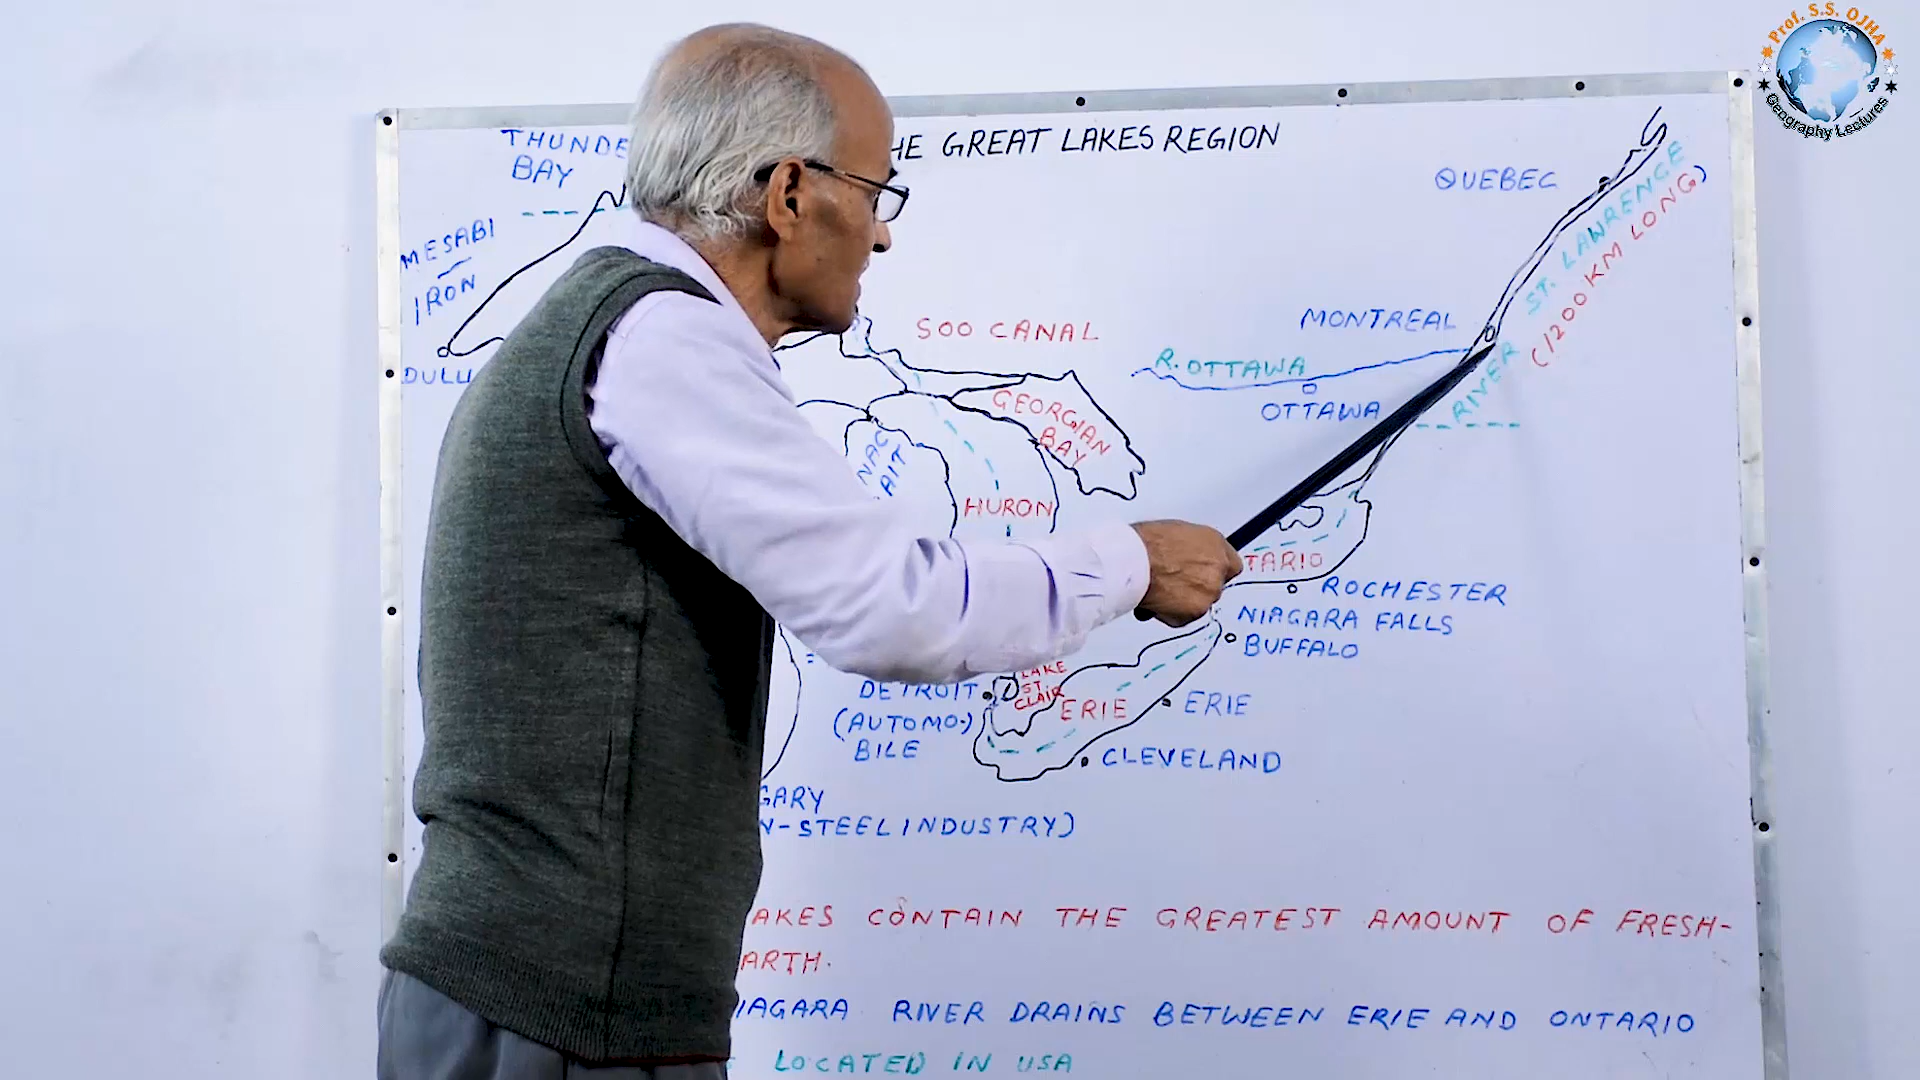 Prof. S.S. OJHA
Geography Lectures
THE GREAT LAKES REGION
THUNDE
BAY
QUEBEC
ST. LAWRENCE
RIVER
(1200 KM LONG)
MESABI
IRON
DULU
SOO CANAL
MONTREAL
R. OTTAWA
OTTAWA
GEORGIAN
BAY
NAC
AIT
HURON
TARIO
ROCHESTER
NIAGARA FALLS
BUFFALO
LAKE
ST
CLAIR
DETROIT
(AUTOMO-)
BILE
ERIE
ERIE
CLEVELAND
GARY
N-STEEL INDUSTRY)
AKES CONTAIN THE GREATEST AMOUNT OF FRESH-
ARTH.
IAGARA RIVER DRAINS BETWEEN ERIE AND ONTARIO
LOCATED IN USA